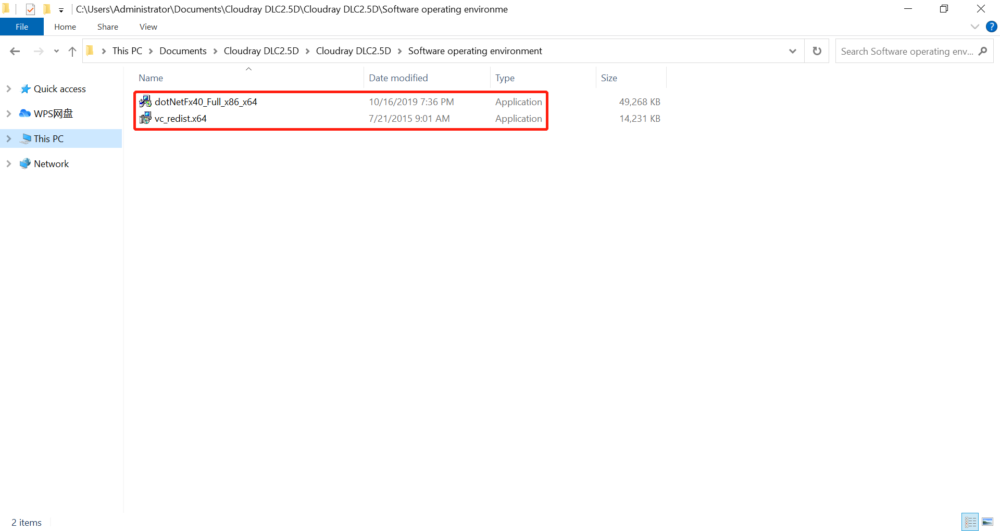 C:\Users\Administrator\Documents\Cloudray DLC2.5D\Cloudray DLC2.5D\Software operating environme
File Home Share View ?
This PC Documents Cloudray DLC2.5D Cloudray DLC2.5D Software operating environment Search Software operating env...
Name Date modified Type Size
Quick access
dotNetFx40_Full_x86_x64 10/16/2019 7:36 PM Application 49,268 KB
WPS网盘
vc_redist.x64 7/21/2015 9:01 AM Application 14,231 KB
This PC
Network
2 items